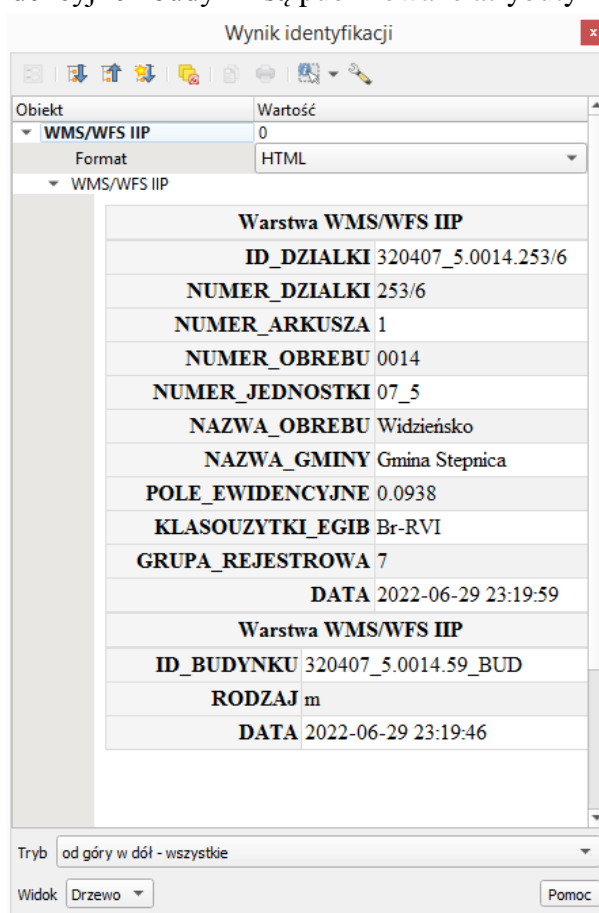 Wynik identyfikacji
x
Obiekt Wartość
WMS/WFS IIP 0
Format HTML
WMS/WFS IIP
Warstwa WMS/WFS IIP
ID_DZIALKI 320407_5.0014.253/6
NUMER_DZIALKI 253/6
NUMER_ARKUSZA 1
NUMER_OBREBU 0014
NUMER_JEDNOSTKI 07_5
NAZWA_OBREBU Widzieńsko
NAZWA_GMINY Gmina Stepnica
POLE_EWIDENCYJNE 0.0938
KLASOUZYTKI_EGIB Br-RVI
GRUPA_REJESTROWA 7
DATA 2022-06-29 23:19:59
Warstwa WMS/WFS IIP
ID_BUDYNKU 320407_5.0014.59_BUD
RODZAJ m
DATA 2022-06-29 23:19:46
Tryb od góry w dół - wszystkie
Widok Drzewo Pomoc